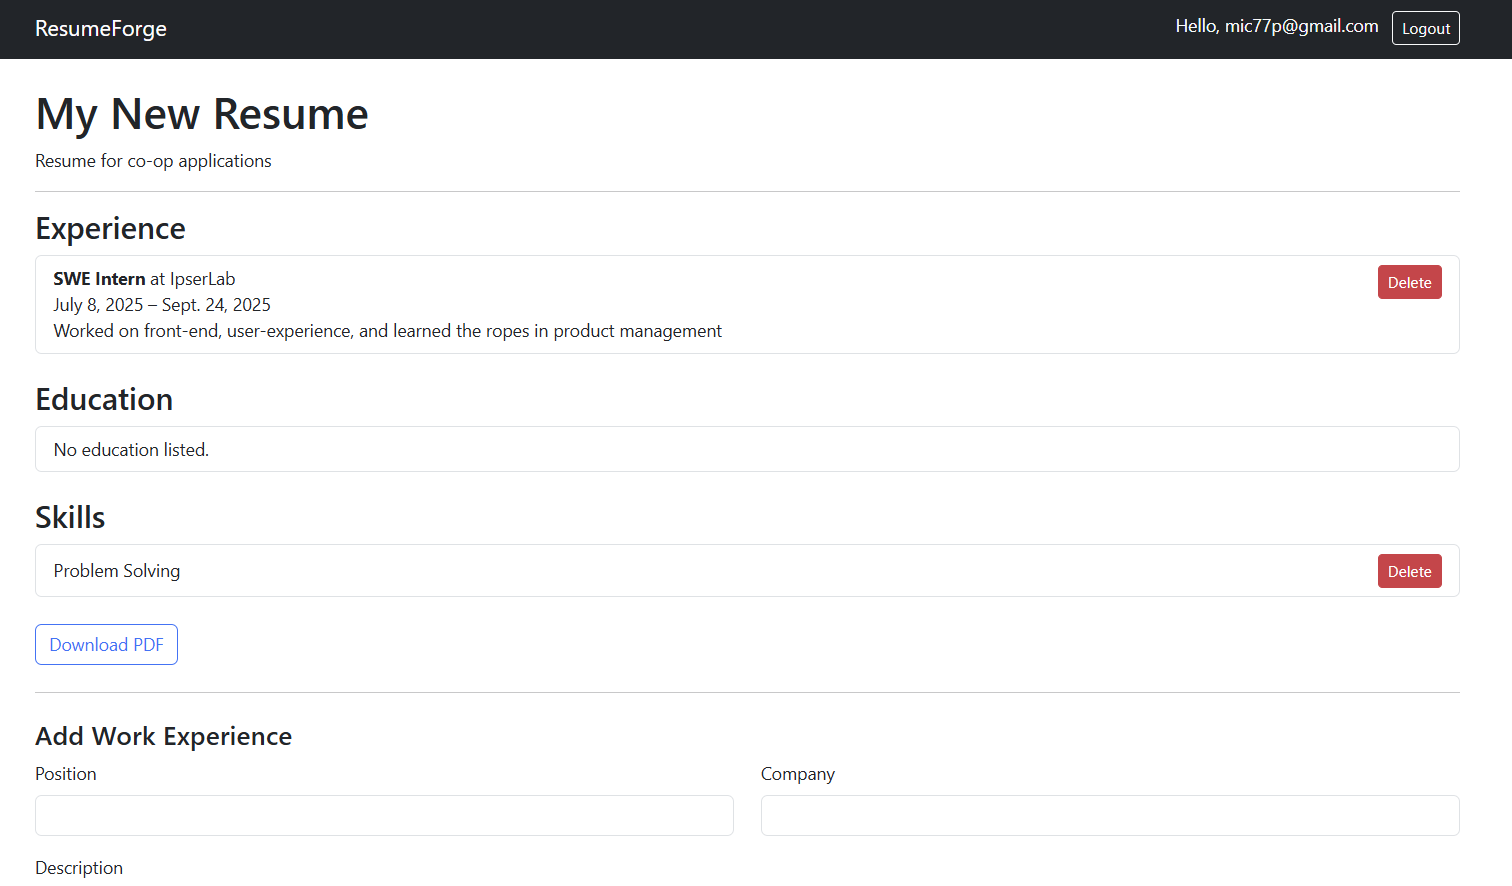 ResumeForge
Hello, mic77p@gmail.com
Logout
My New Resume
Resume for co-op applications
Experience
SWE Intern at IpserLab
Delete
July 8, 2025 – Sept. 24, 2025
Worked on front-end, user-experience, and learned the ropes in product management
Education
No education listed.
Skills
Problem Solving
Delete
Download PDF
Add Work Experience
Position
Company
Description